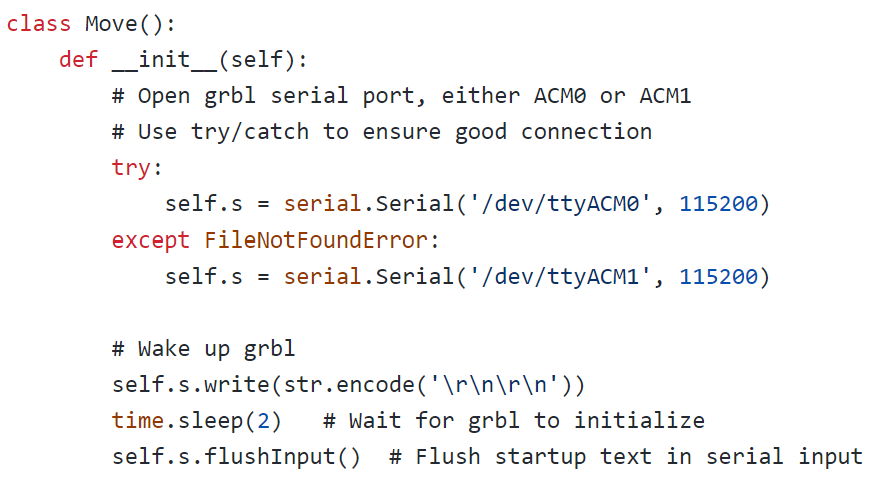 class Move():
    def __init__(self):
        # Open grbl serial port, either ACM0 or ACM1
        # Use try/catch to ensure good connection
        try:
            self.s = serial.Serial('/dev/ttyACM0', 115200)
        except FileNotFoundError:
            self.s = serial.Serial('/dev/ttyACM1', 115200)

        # Wake up grbl
        self.s.write(str.encode('\r\n\r\n'))
        time.sleep(2)   # Wait for grbl to initialize
        self.s.flushInput()  # Flush startup text in serial input